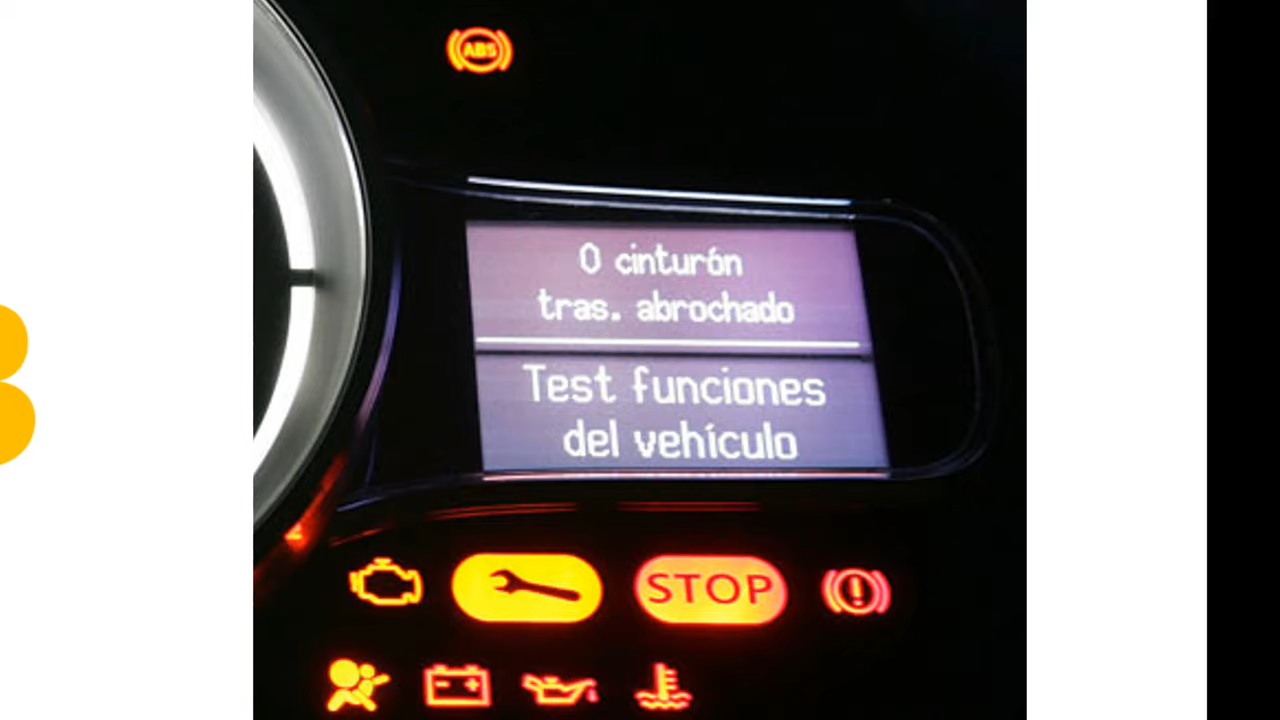 ABS
0 cinturón
tras. abrochado
Test funciones
del vehículo
STOP